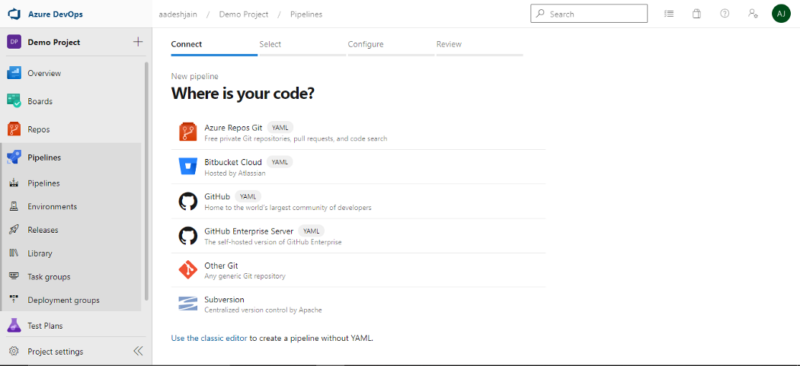 Azure DevOps
aadeshjain / Demo Project / Pipelines
Search
AJ
DP Demo Project
Overview
Boards
Repos
Pipelines
Pipelines
Environments
Releases
Library
Task groups
Deployment groups
Test Plans
Project settings
Connect Select Configure Review
New pipeline
Where is your code?
Azure Repos Git YAML
Free private Git repositories, pull requests, and code search
Bitbucket Cloud YAML
Hosted by Atlassian
GitHub YAML
Home to the world's largest community of developers
GitHub Enterprise Server YAML
The self-hosted version of GitHub Enterprise
Other Git
Any generic Git repository
Subversion
Centralized version control by Apache
Use the classic editor to create a pipeline without YAML.